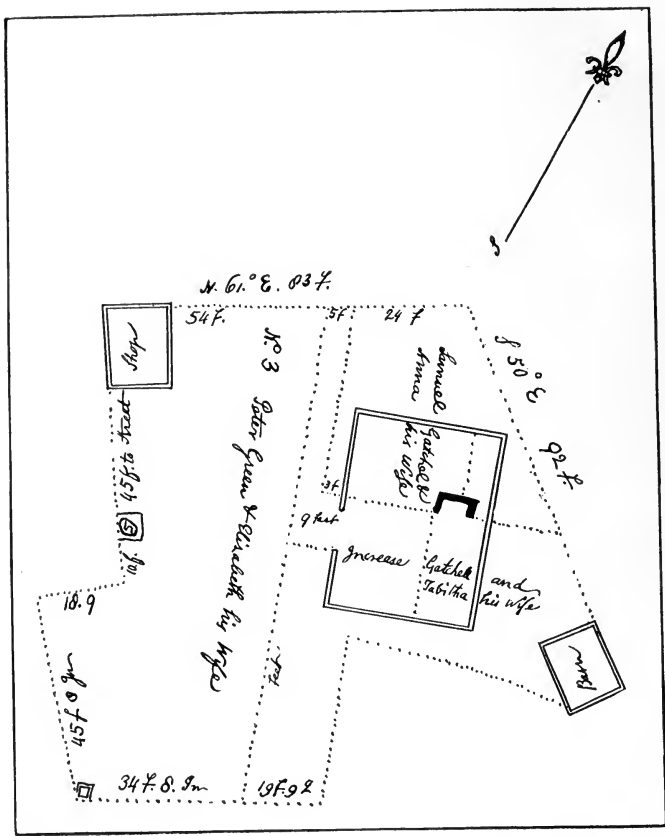 S
N. 61.° E. 83 f.
54 f.
5 f
24 f
S 50° E
92 f
Shop
45 f. to street
10 f.
18.9
45 f 8 In
34 f. 8. In
19 f. 9 I
N.° 3 Peter Green & Elizabeth his Wife
feet
Samuel Gatchel &
Anna his Wife
3 f
9 feet
Increase Gatchell and
Tabitha his Wife
Barn